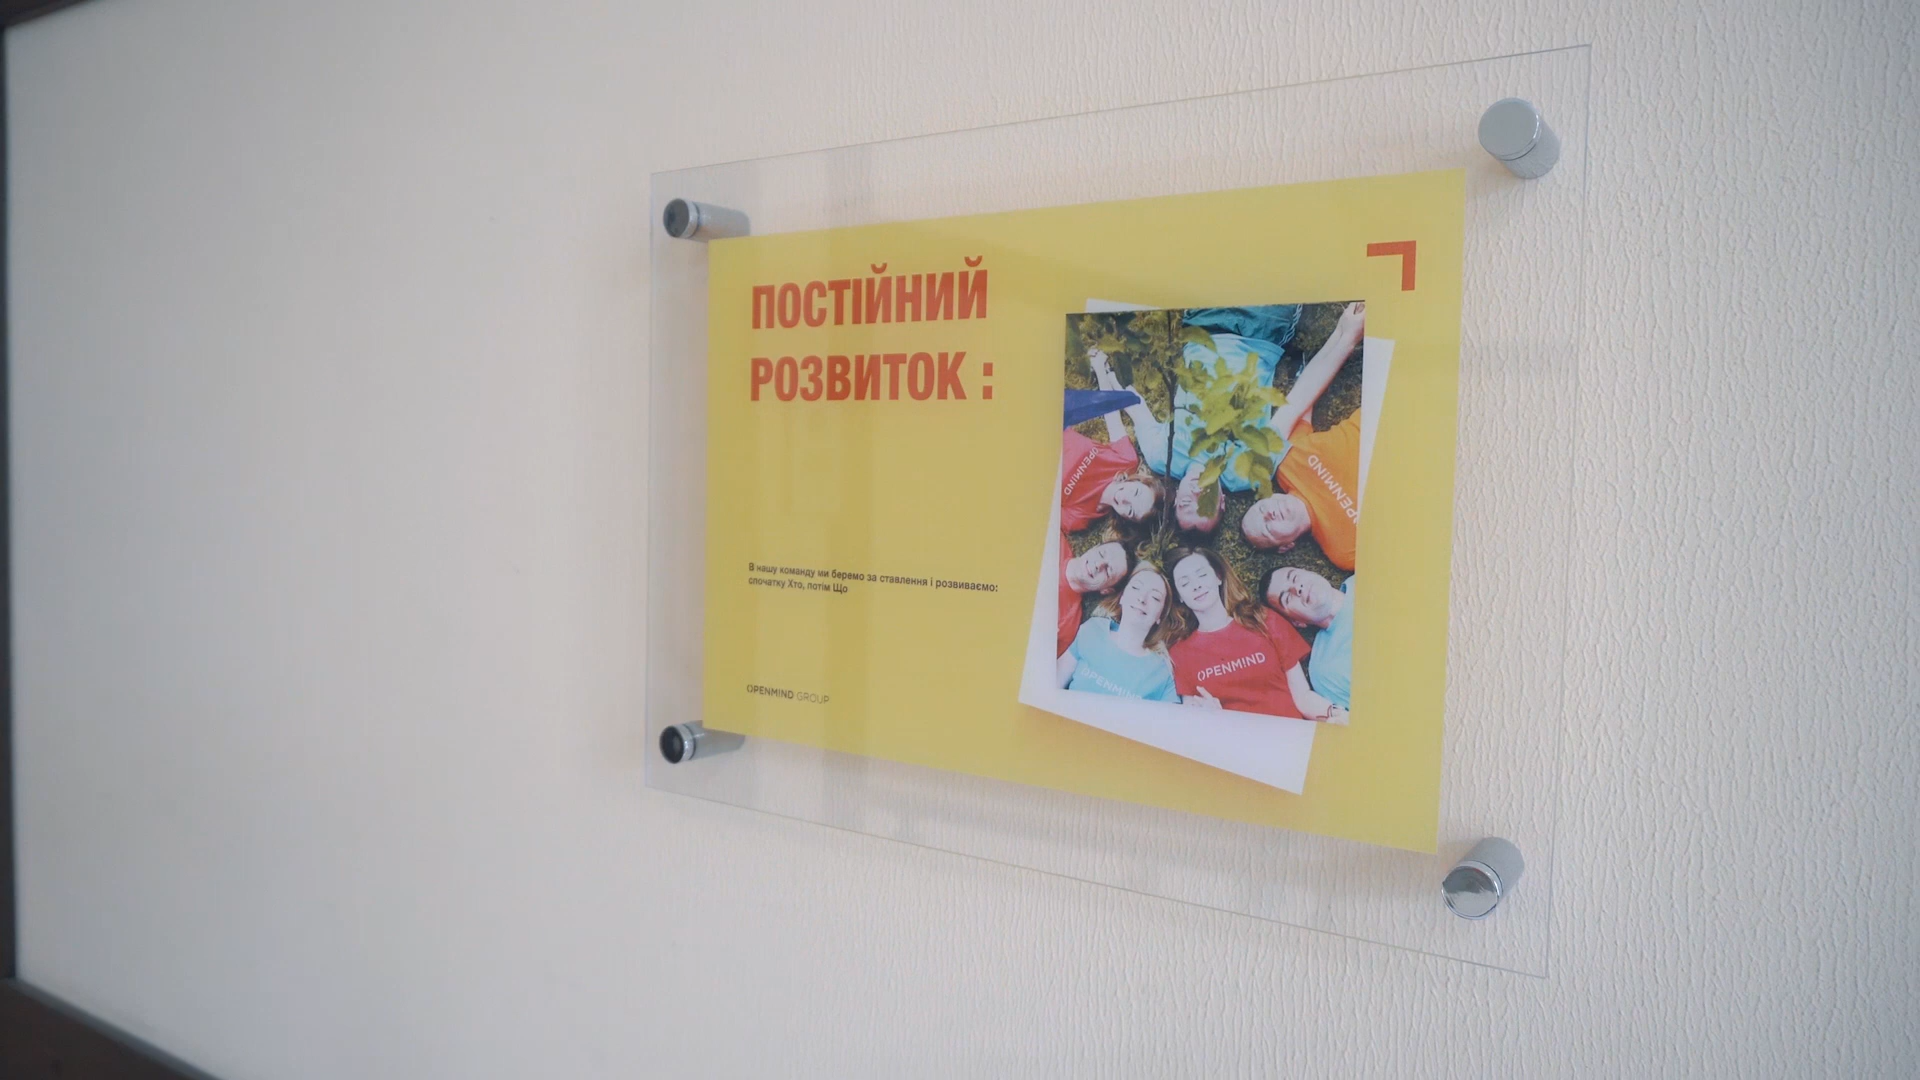 ПОСТІЙНИЙ
РОЗВИТОК :
В нашу команду ми беремо за ставлення і розвиваємо:
спочатку Хто, потім Що
OPENMIND GROUP
OPENMIND
OPENMIND
OPENMIND
OPENMIND